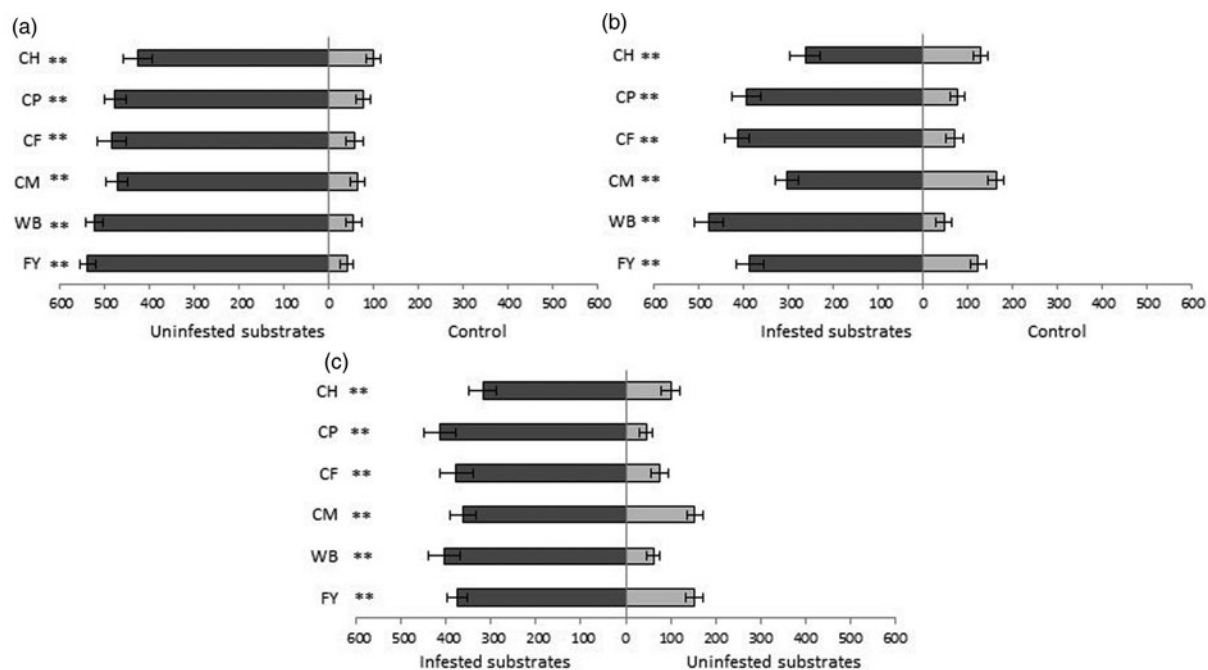 (a)
CH **
CP **
CF **
CM **
WB **
FY **
600 500 400 300 200 100 0 100 200 300 400 500 600
Uninfested substrates Control
(b)
CH **
CP **
CF **
CM **
WB **
FY **
600 500 400 300 200 100 0 100 200 300 400 500 600
Infested substrates Control
(c)
CH **
CP **
CF **
CM **
WB **
FY **
600 500 400 300 200 100 0 100 200 300 400 500 600
Infested substrates Uninfested substrates